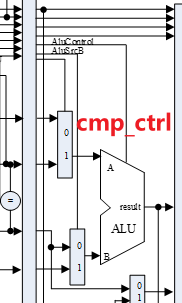 AluControl
AluSrcB
cmp_ctrl
0
1
A
result
ALU
=
0
1
B
0
1